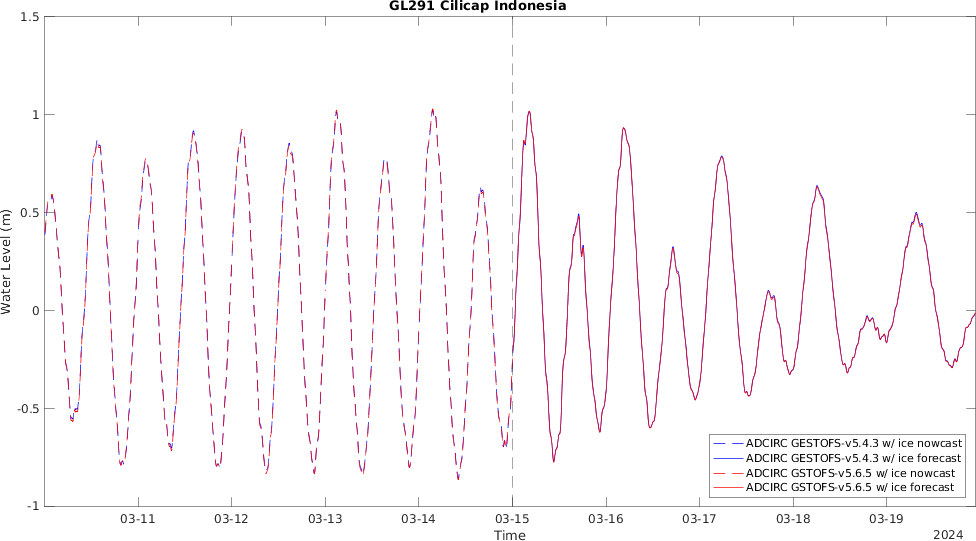 GL291 Cilicap Indonesia
1.5
1
0.5
0
-0.5
-1
Water Level (m)
03-11
03-12
03-13
03-14
03-15
03-16
03-17
03-18
03-19
Time
2024
ADCIRC GESTOFS-v5.4.3 w/ ice nowcast
ADCIRC GESTOFS-v5.4.3 w/ ice forecast
ADCIRC GSTOFS-v5.6.5 w/ ice nowcast
ADCIRC GSTOFS-v5.6.5 w/ ice forecast